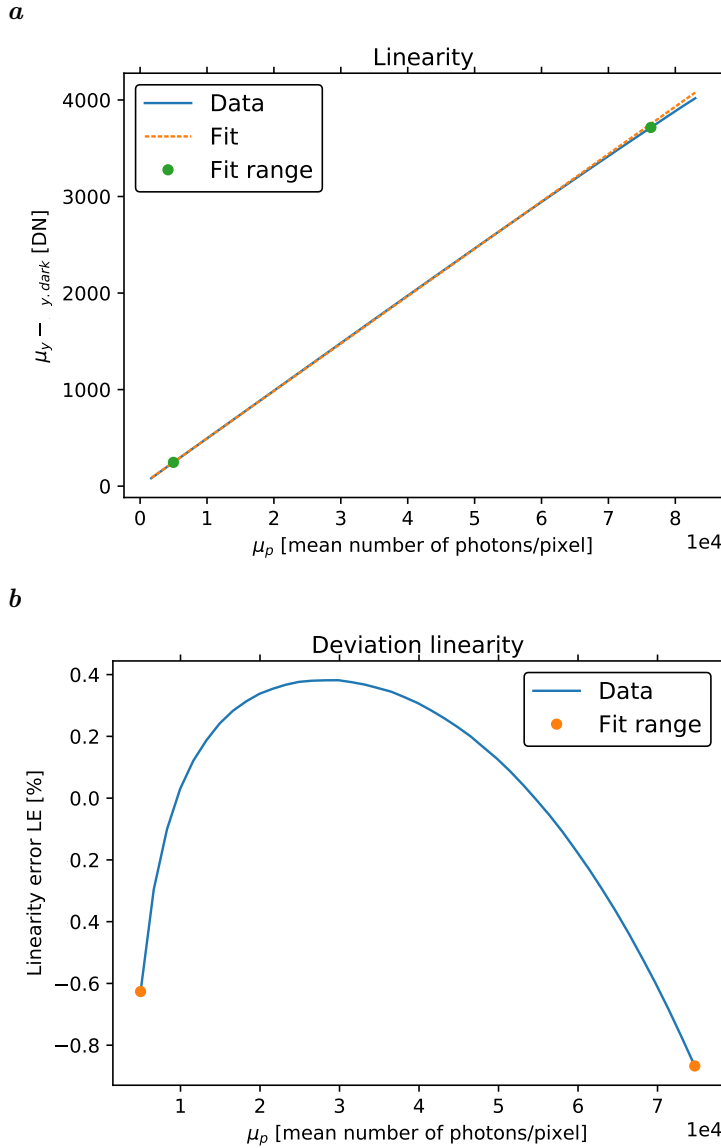 a
Linearity
Data
Fit
Fit range
4000
3000
2000
1000
0
μy − y.dark [DN]
0 1 2 3 4 5 6 7 8
1e4
μp [mean number of photons/pixel]
b
Deviation linearity
Data
Fit range
0.4
0.2
0.0
0.2
0.4
−0.6
−0.8
Linearity error LE [%]
1 2 3 4 5 6 7
1e4
μp [mean number of photons/pixel]